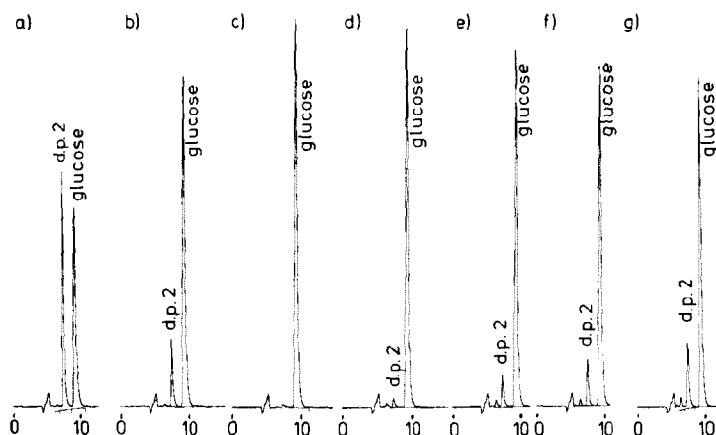 a) b) c) d) e) f) g)
d.p. 2
glucose
d.p. 2
glucose
glucose
d.p. 2
glucose
d.p. 2
glucose
d.p. 2
glucose
d.p. 2
glucose
0 10 0 10 0 10 0 10 0 10 0 10 0 10